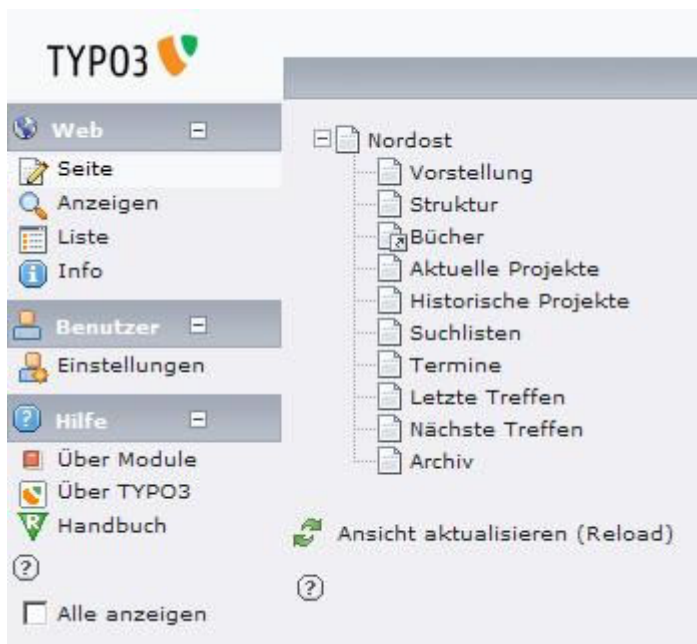 TYPO3
Web
Seite
Anzeigen
Liste
Info
Benutzer
Einstellungen
Hilfe
Über Module
Über TYPO3
Handbuch
Alle anzeigen
Nordost
Vorstellung
Struktur
Bücher
Aktuelle Projekte
Historische Projekte
Suchlisten
Termine
Letzte Treffen
Nächste Treffen
Archiv
Ansicht aktualisieren (Reload)